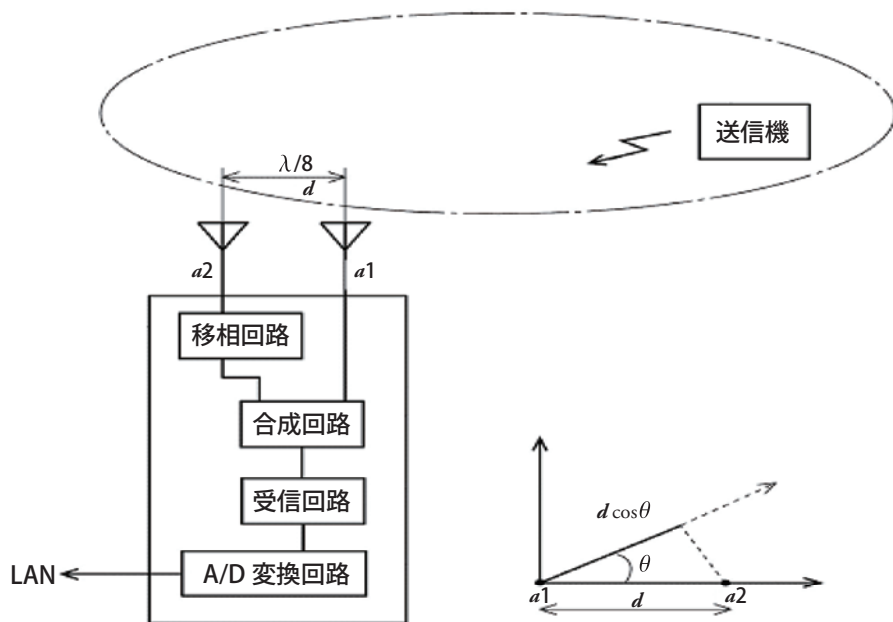 送信機
λ/8
d
a2
a1
移相回路
合成回路
受信回路
A/D 変換回路
LAN
d cosθ
θ
a1
a2
d